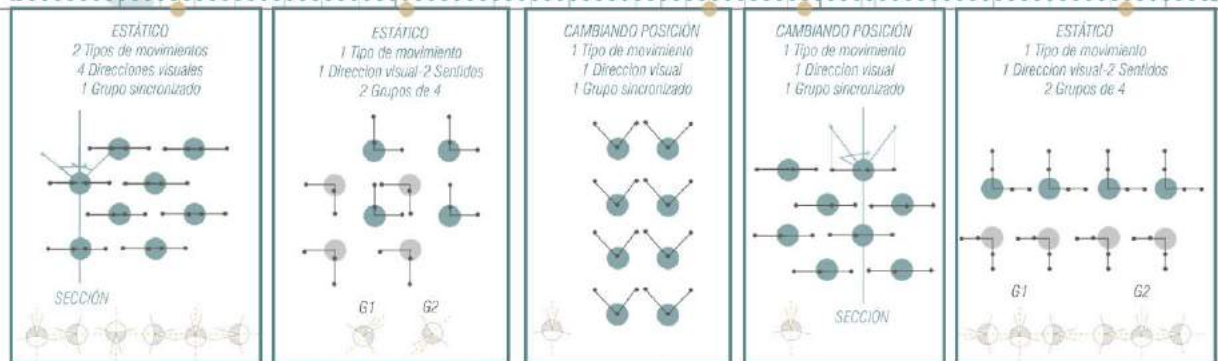 ESTÁTICO
2 Tipos de movimientos
4 Direcciones visuales
1 Grupo sincronizado
SECCIÓN
ESTÁTICO
1 Tipo de movimiento
1 Direccion visual-2 Sentidos
2 Grupos de 4
G1 G2
CAMBIANDO POSICIÓN
1 Tipo de movimiento
1 Direccion visual
1 Grupo sincronizado
CAMBIANDO POSICIÓN
1 Tipo de movimiento
1 Direccion visual
1 Grupo sincronizado
SECCIÓN
ESTÁTICO
1 Tipo de movimiento
1 Direccion visual-2 Sentidos
2 Grupos de 4
G1 G2